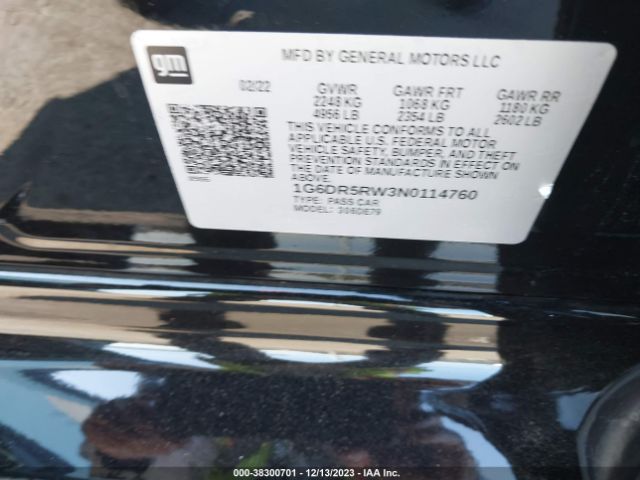 gm
MFD BY GENERAL MOTORS LLC
02/22
GVWR GAWR FRT GAWR RR
2248 KG 1068 KG 1180 KG
4956 LB 2354 LB 2602 LB
THIS VEHICLE CONFORMS TO ALL
APPLICABLE U.S. FEDERAL MOTOR
VEHICLE SAFETY, BUMPER, AND THEFT
PREVENTION STANDARDS IN EFFECT ON
THE DATE OF MANUFACTURE SHOWN
ABOVE.
1G6DR5RW3N0114760
TYPE: PASS CAR
MODEL: 306DE79
000-38300701 - 12/13/2023 - IAA Inc.